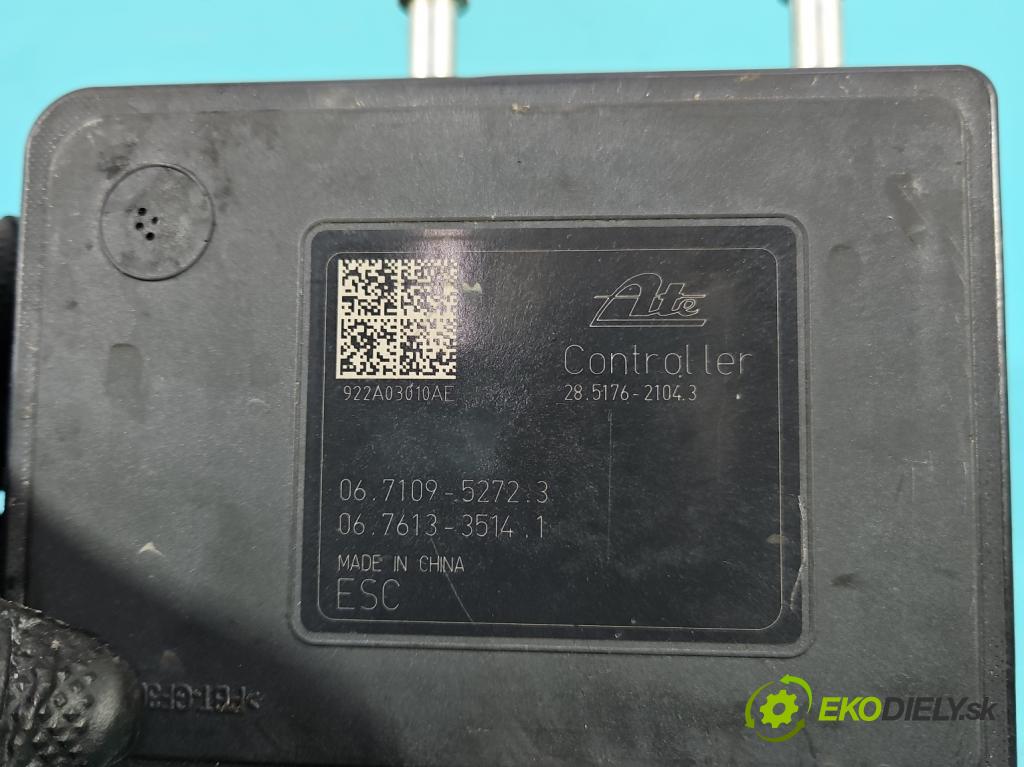 Ate
Controller
922A03010AE
28.5176-2104.3
06.7109-5272.3
06.7613-3514.1
MADE IN CHINA
ESC
EKODIELY.sk